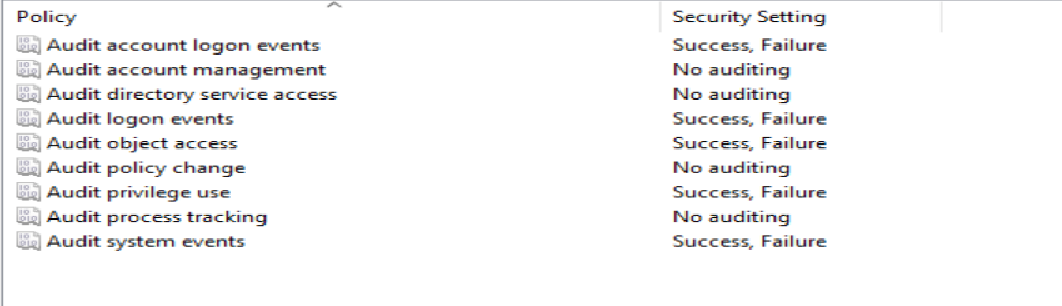 Policy Security Setting
Audit account logon events Success, Failure
Audit account management No auditing
Audit directory service access No auditing
Audit logon events Success, Failure
Audit object access Success, Failure
Audit policy change No auditing
Audit privilege use Success, Failure
Audit process tracking No auditing
Audit system events Success, Failure